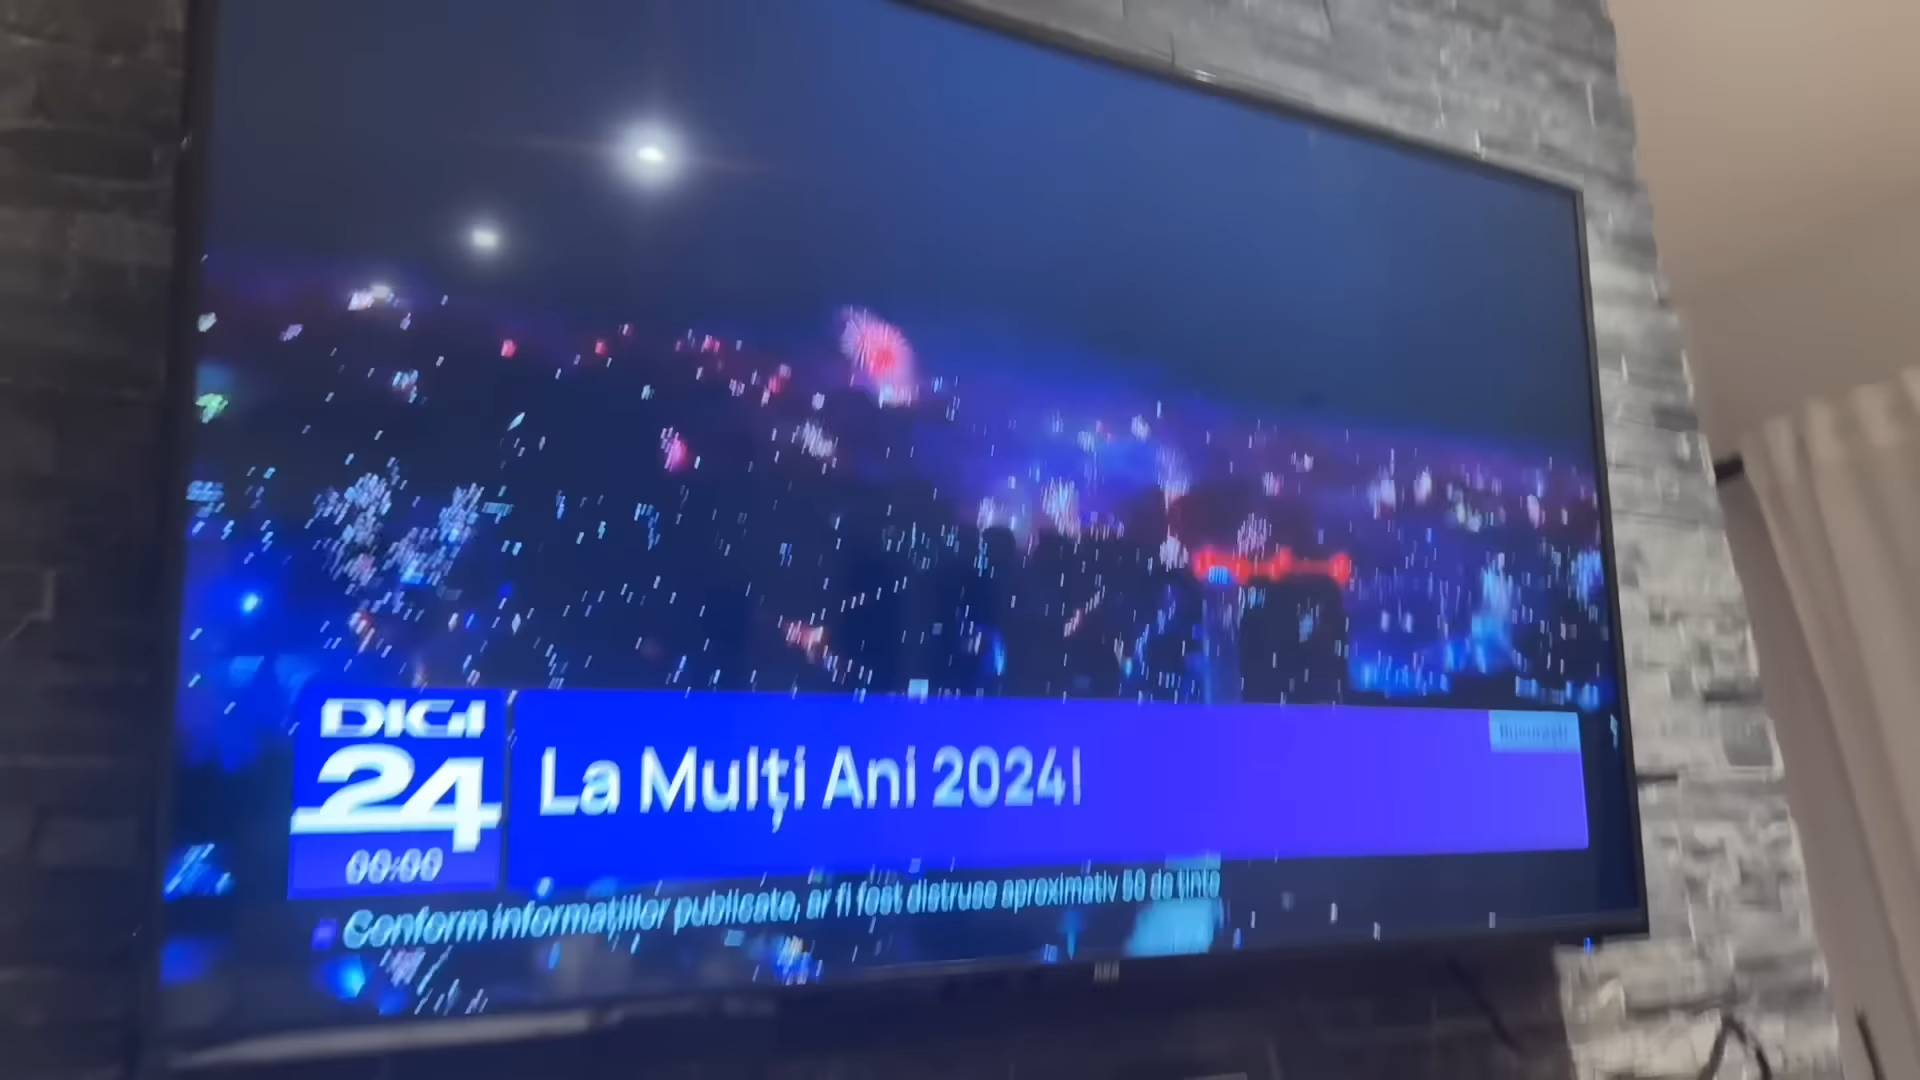 DIGI
24
00:00
La Mulți Ani 2024!
București
Conform informațiilor publicate, ar fi fost distruse aproximativ 50 de ținte